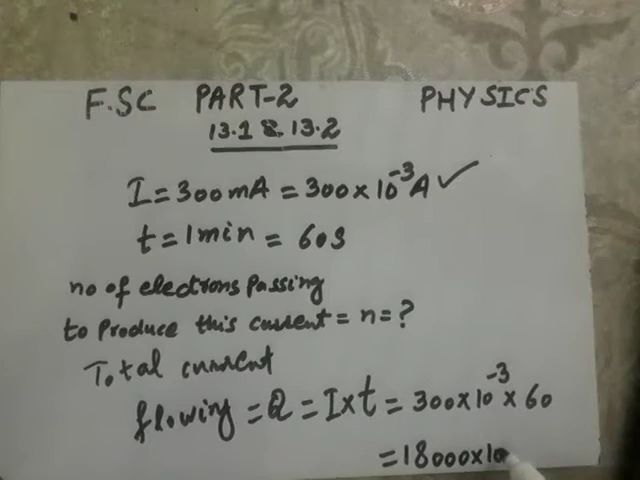 F.SC PART-2 PHYSICS
13.1 & 13.2
I = 300mA = 300 × 10⁻³A ✓
t = 1min = 60s
no of electrons passing
to produce this current = n = ?
Total current
flowing = Q = I×t = 300×10⁻³ × 60
= 18000×10